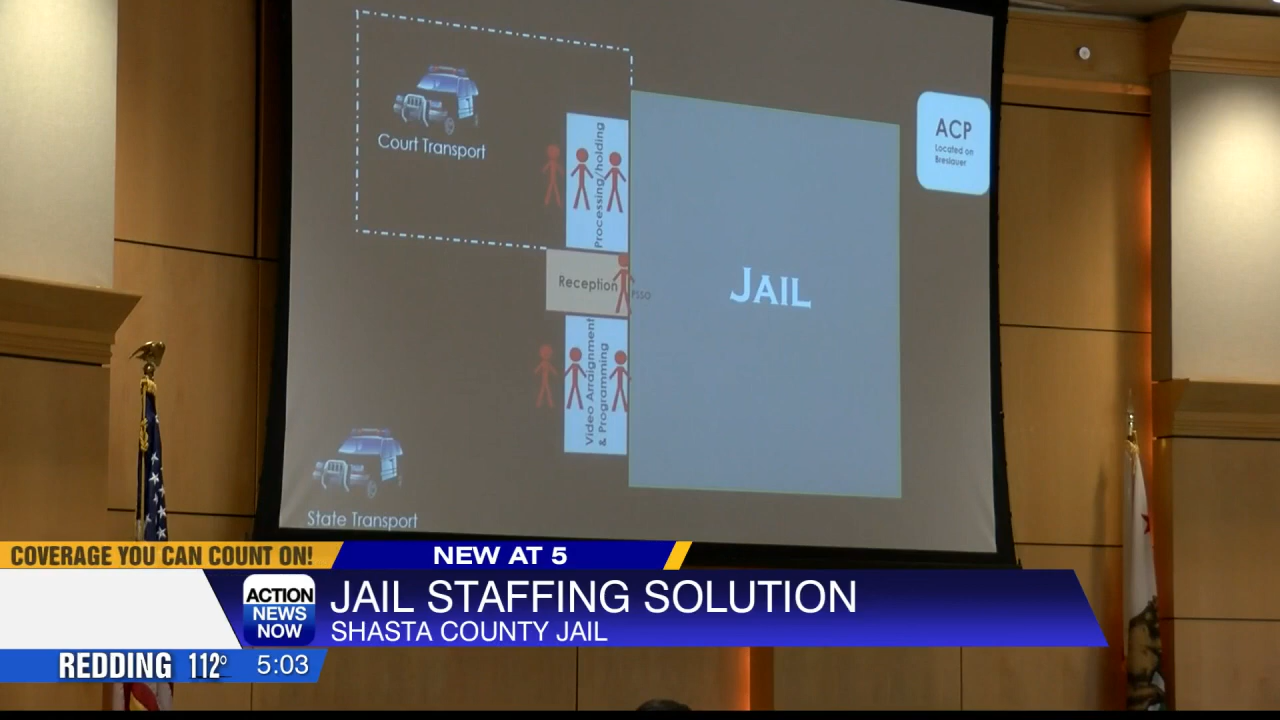 Court Transport
Processing/holding
ACP
Located on
Breslauer
Reception
PSSO
JAIL
Video Arraignment
& Programming
State Transport
COVERAGE YOU CAN COUNT ON!
NEW AT 5
ACTION
NEWS
NOW
JAIL STAFFING SOLUTION
SHASTA COUNTY JAIL
REDDING 112° 5:03